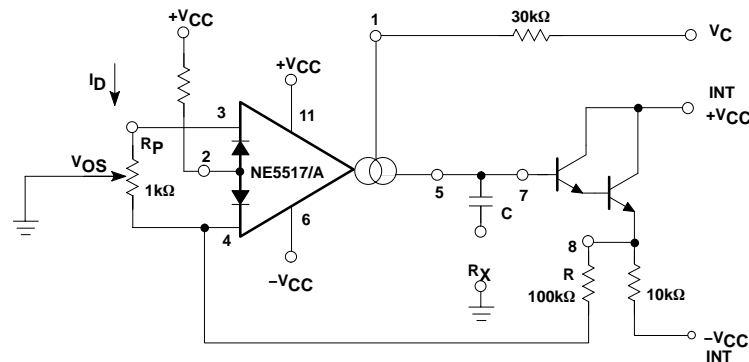 +VCC
1
30kΩ
VC
ID
+VCC
INT
+VCC
3
11
RP
VOS
2
NE5517/A
1kΩ
5
7
4
6
C
−VCC
8
RX
R
100kΩ
10kΩ
−VCC
INT